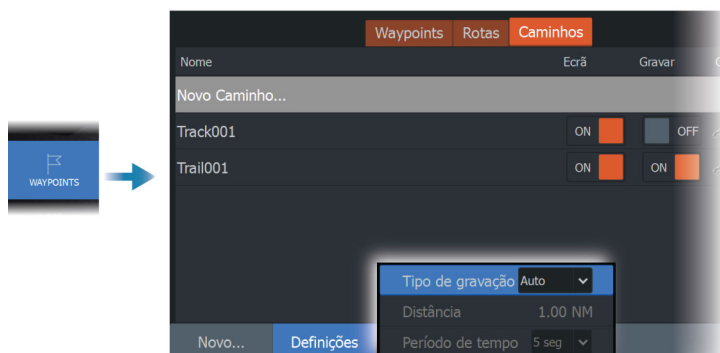 Waypoints Rotas Caminhos
Nome Ecrã Gravar
Novo Caminho...
Track001 ON OFF
Trail001 ON ON
WAYPOINTS
Tipo de gravação Auto
Distância 1.00 NM
Novo... Definições Período de tempo 5 seg